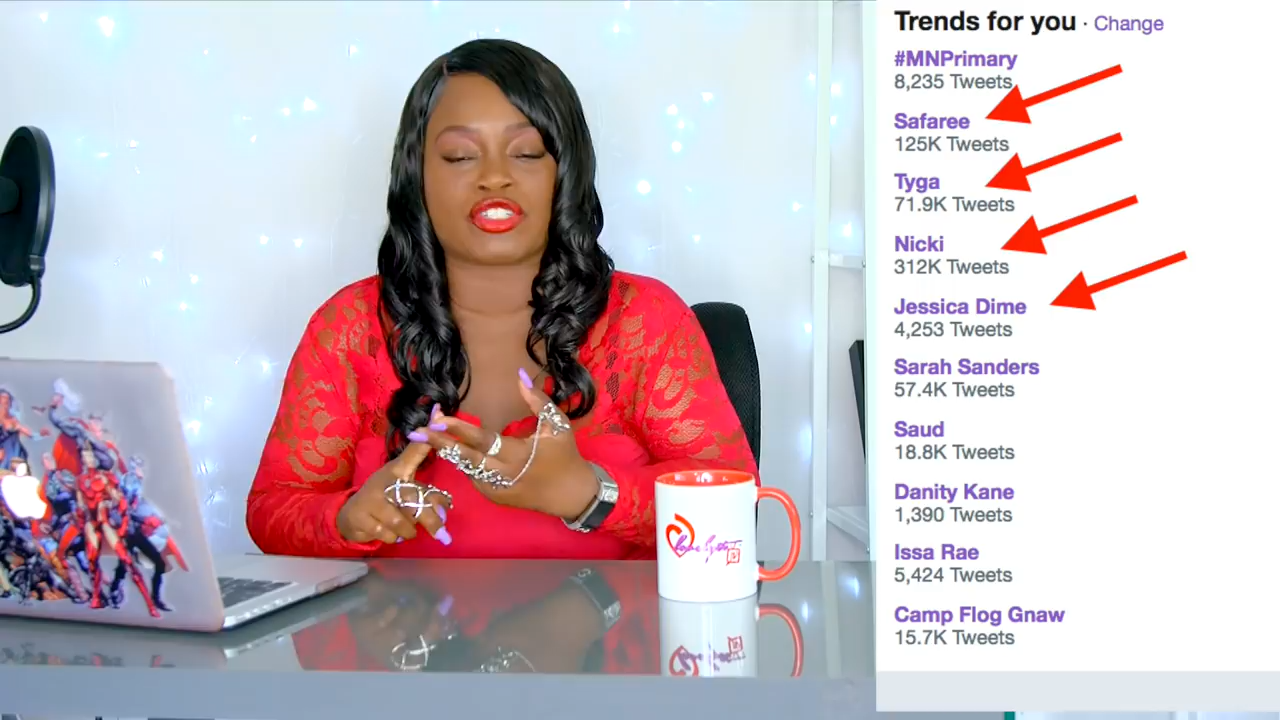 Trends for you · Change
#MNPrimary
8,235 Tweets
Safaree
125K Tweets
Tyga
71.9K Tweets
Nicki
312K Tweets
Jessica Dime
4,253 Tweets
Sarah Sanders
57.4K Tweets
Saud
18.8K Tweets
Danity Kane
1,390 Tweets
Issa Rae
5,424 Tweets
Camp Flog Gnaw
15.7K Tweets